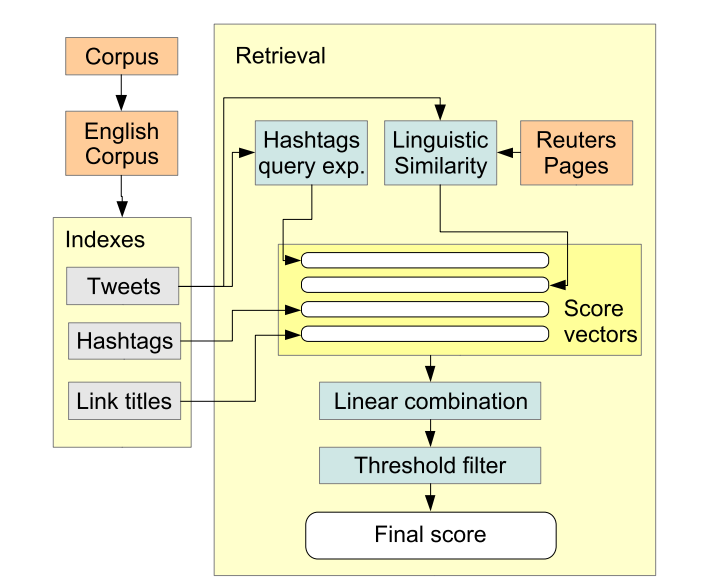 Corpus
English
Corpus
Indexes
Tweets
Hashtags
Link titles
Retrieval
Hashtags
query exp.
Linguistic
Similarity
Reuters
Pages
Score
vectors
Linear combination
Threshold filter
Final score